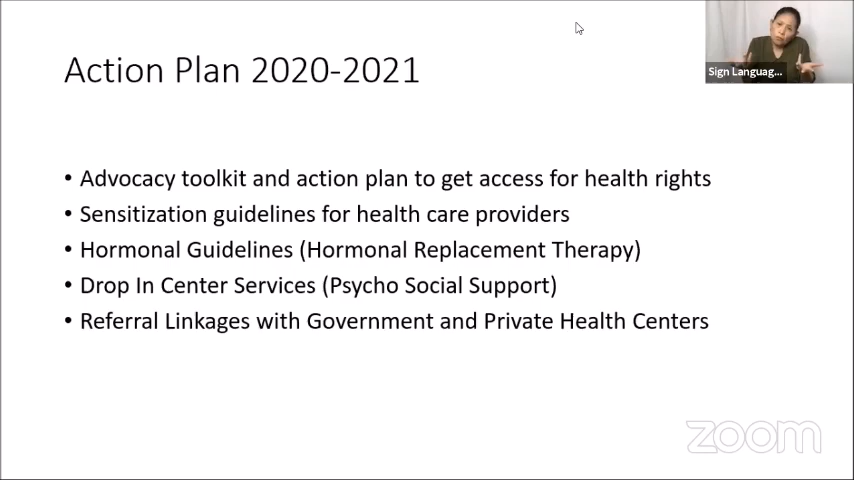 Sign Languag...
Action Plan 2020-2021
• Advocacy toolkit and action plan to get access for health rights
• Sensitization guidelines for health care providers
• Hormonal Guidelines (Hormonal Replacement Therapy)
• Drop In Center Services (Psycho Social Support)
• Referral Linkages with Government and Private Health Centers
zoom